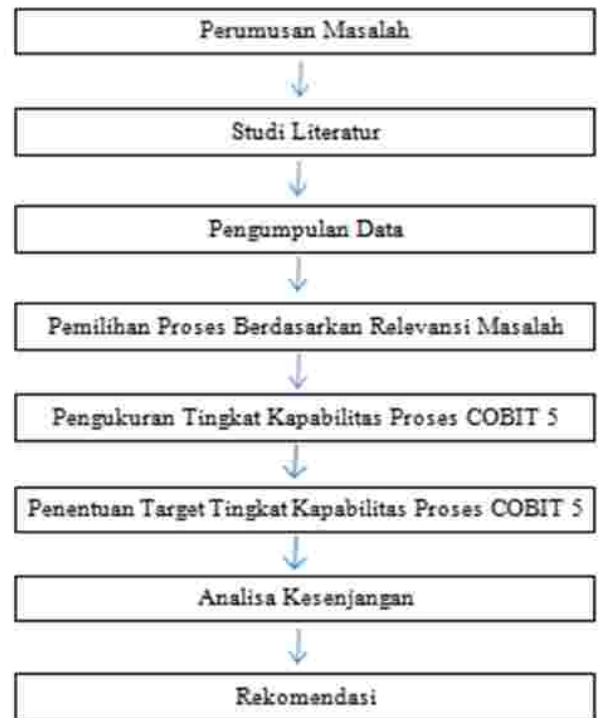 Perumusan Masalah
Studi Literatur
Pengumpulan Data
Pemilihan Proses Berdasarkan Relevansi Masalah
Pengukuran Tingkat Kapabilitas Proses COBIT 5
Penentuan Target Tingkat Kapabilitas Proses COBIT 5
Analisa Kesenjangan
Rekomendasi